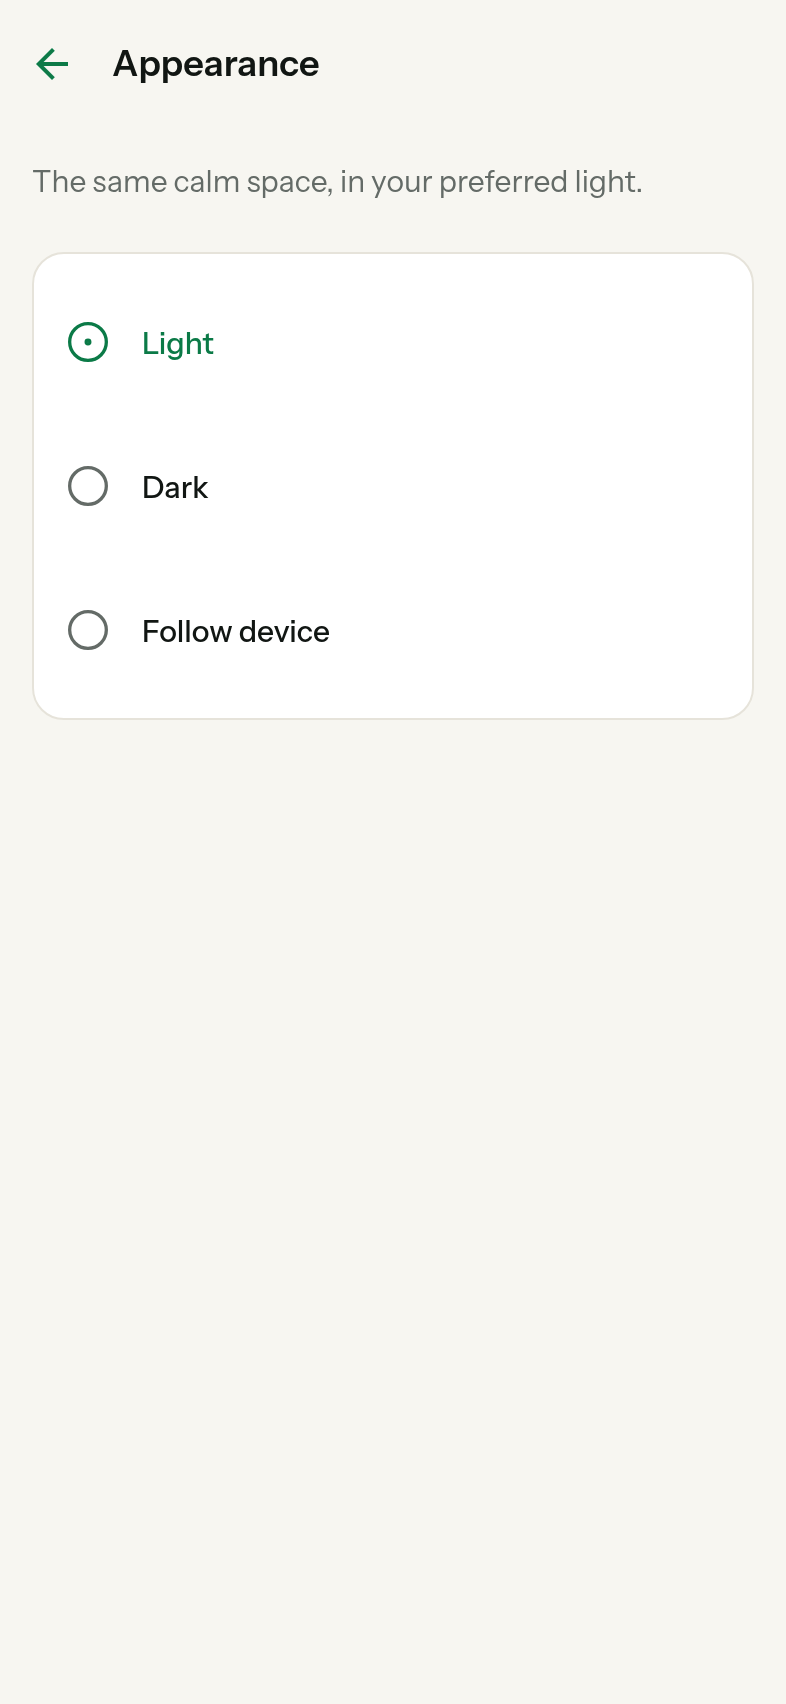 Appearance
The same calm space, in your preferred light.
Light
Dark
Follow device